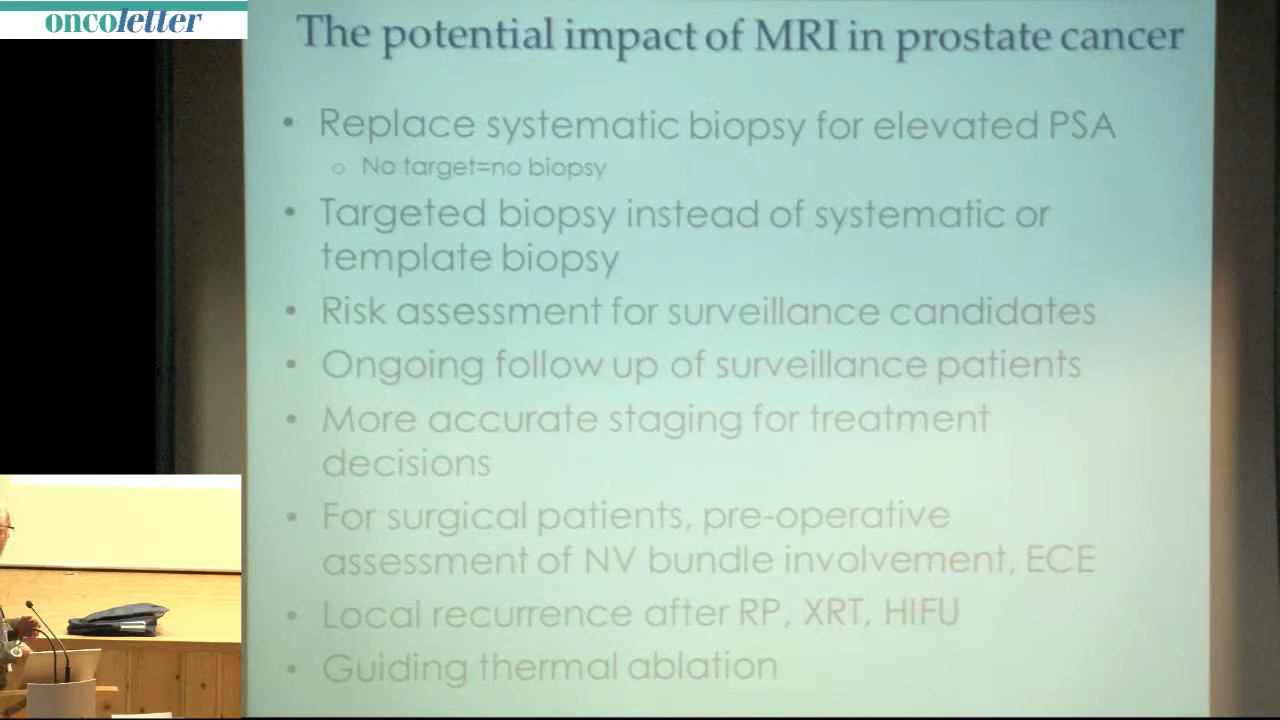 oncoletter
The potential impact of MRI in prostate cancer
• Replace systematic biopsy for elevated PSA
○ No target=no biopsy
• Targeted biopsy instead of systematic or
template biopsy
• Risk assessment for surveillance candidates
• Ongoing follow up of surveillance patients
• More accurate staging for treatment
decisions
• For surgical patients, pre-operative
assessment of NV bundle involvement, ECE
• Local recurrence after RP, XRT, HIFU
• Guiding thermal ablation